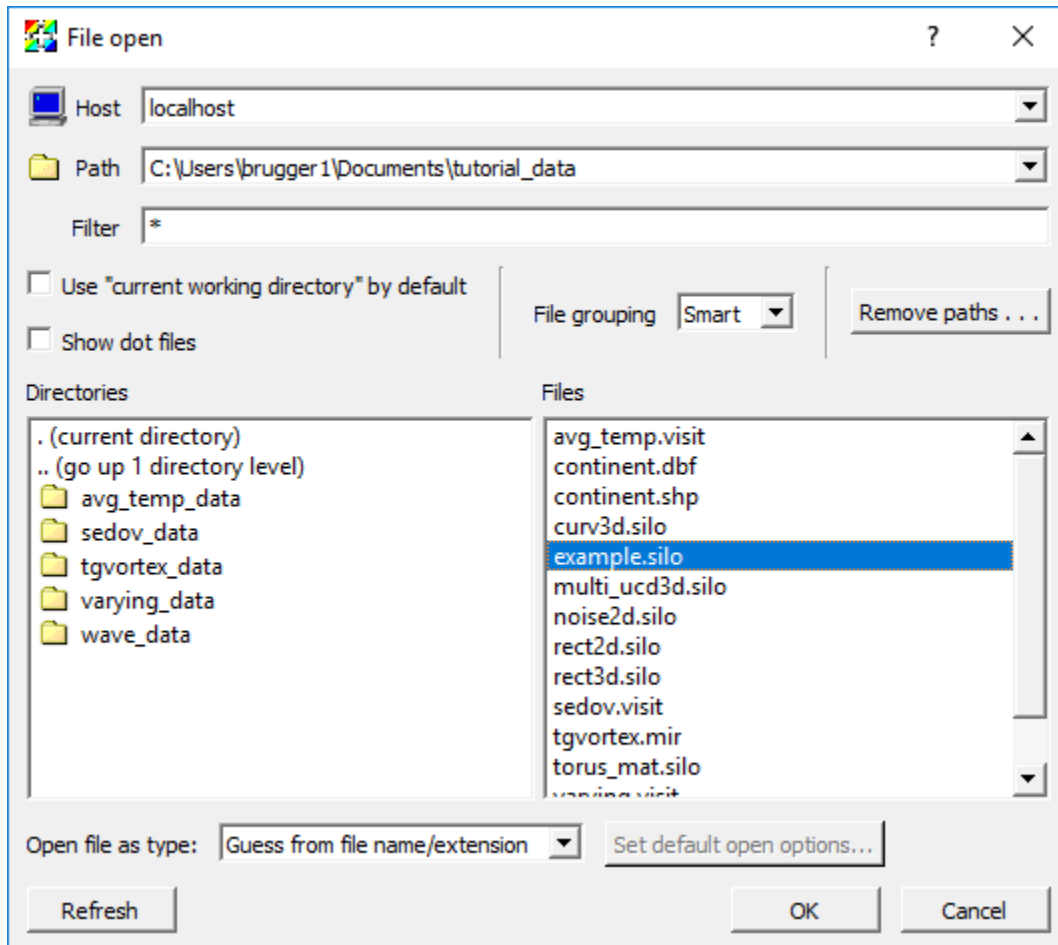 File open
?
Host localhost
Path C:\Users\brugger1\Documents\tutorial_data
Filter *
Use "current working directory" by default
Show dot files
File grouping Smart
Remove paths . . .
Directories
. (current directory)
.. (go up 1 directory level)
avg_temp_data
sedov_data
tgvortex_data
varying_data
wave_data
Files
avg_temp.visit
continent.dbf
continent.shp
curv3d.silo
example.silo
multi_ucd3d.silo
noise2d.silo
rect2d.silo
rect3d.silo
sedov.visit
tgvortex.mir
torus_mat.silo
varying.visit
Open file as type: Guess from file name/extension
Set default open options...
Refresh
OK
Cancel